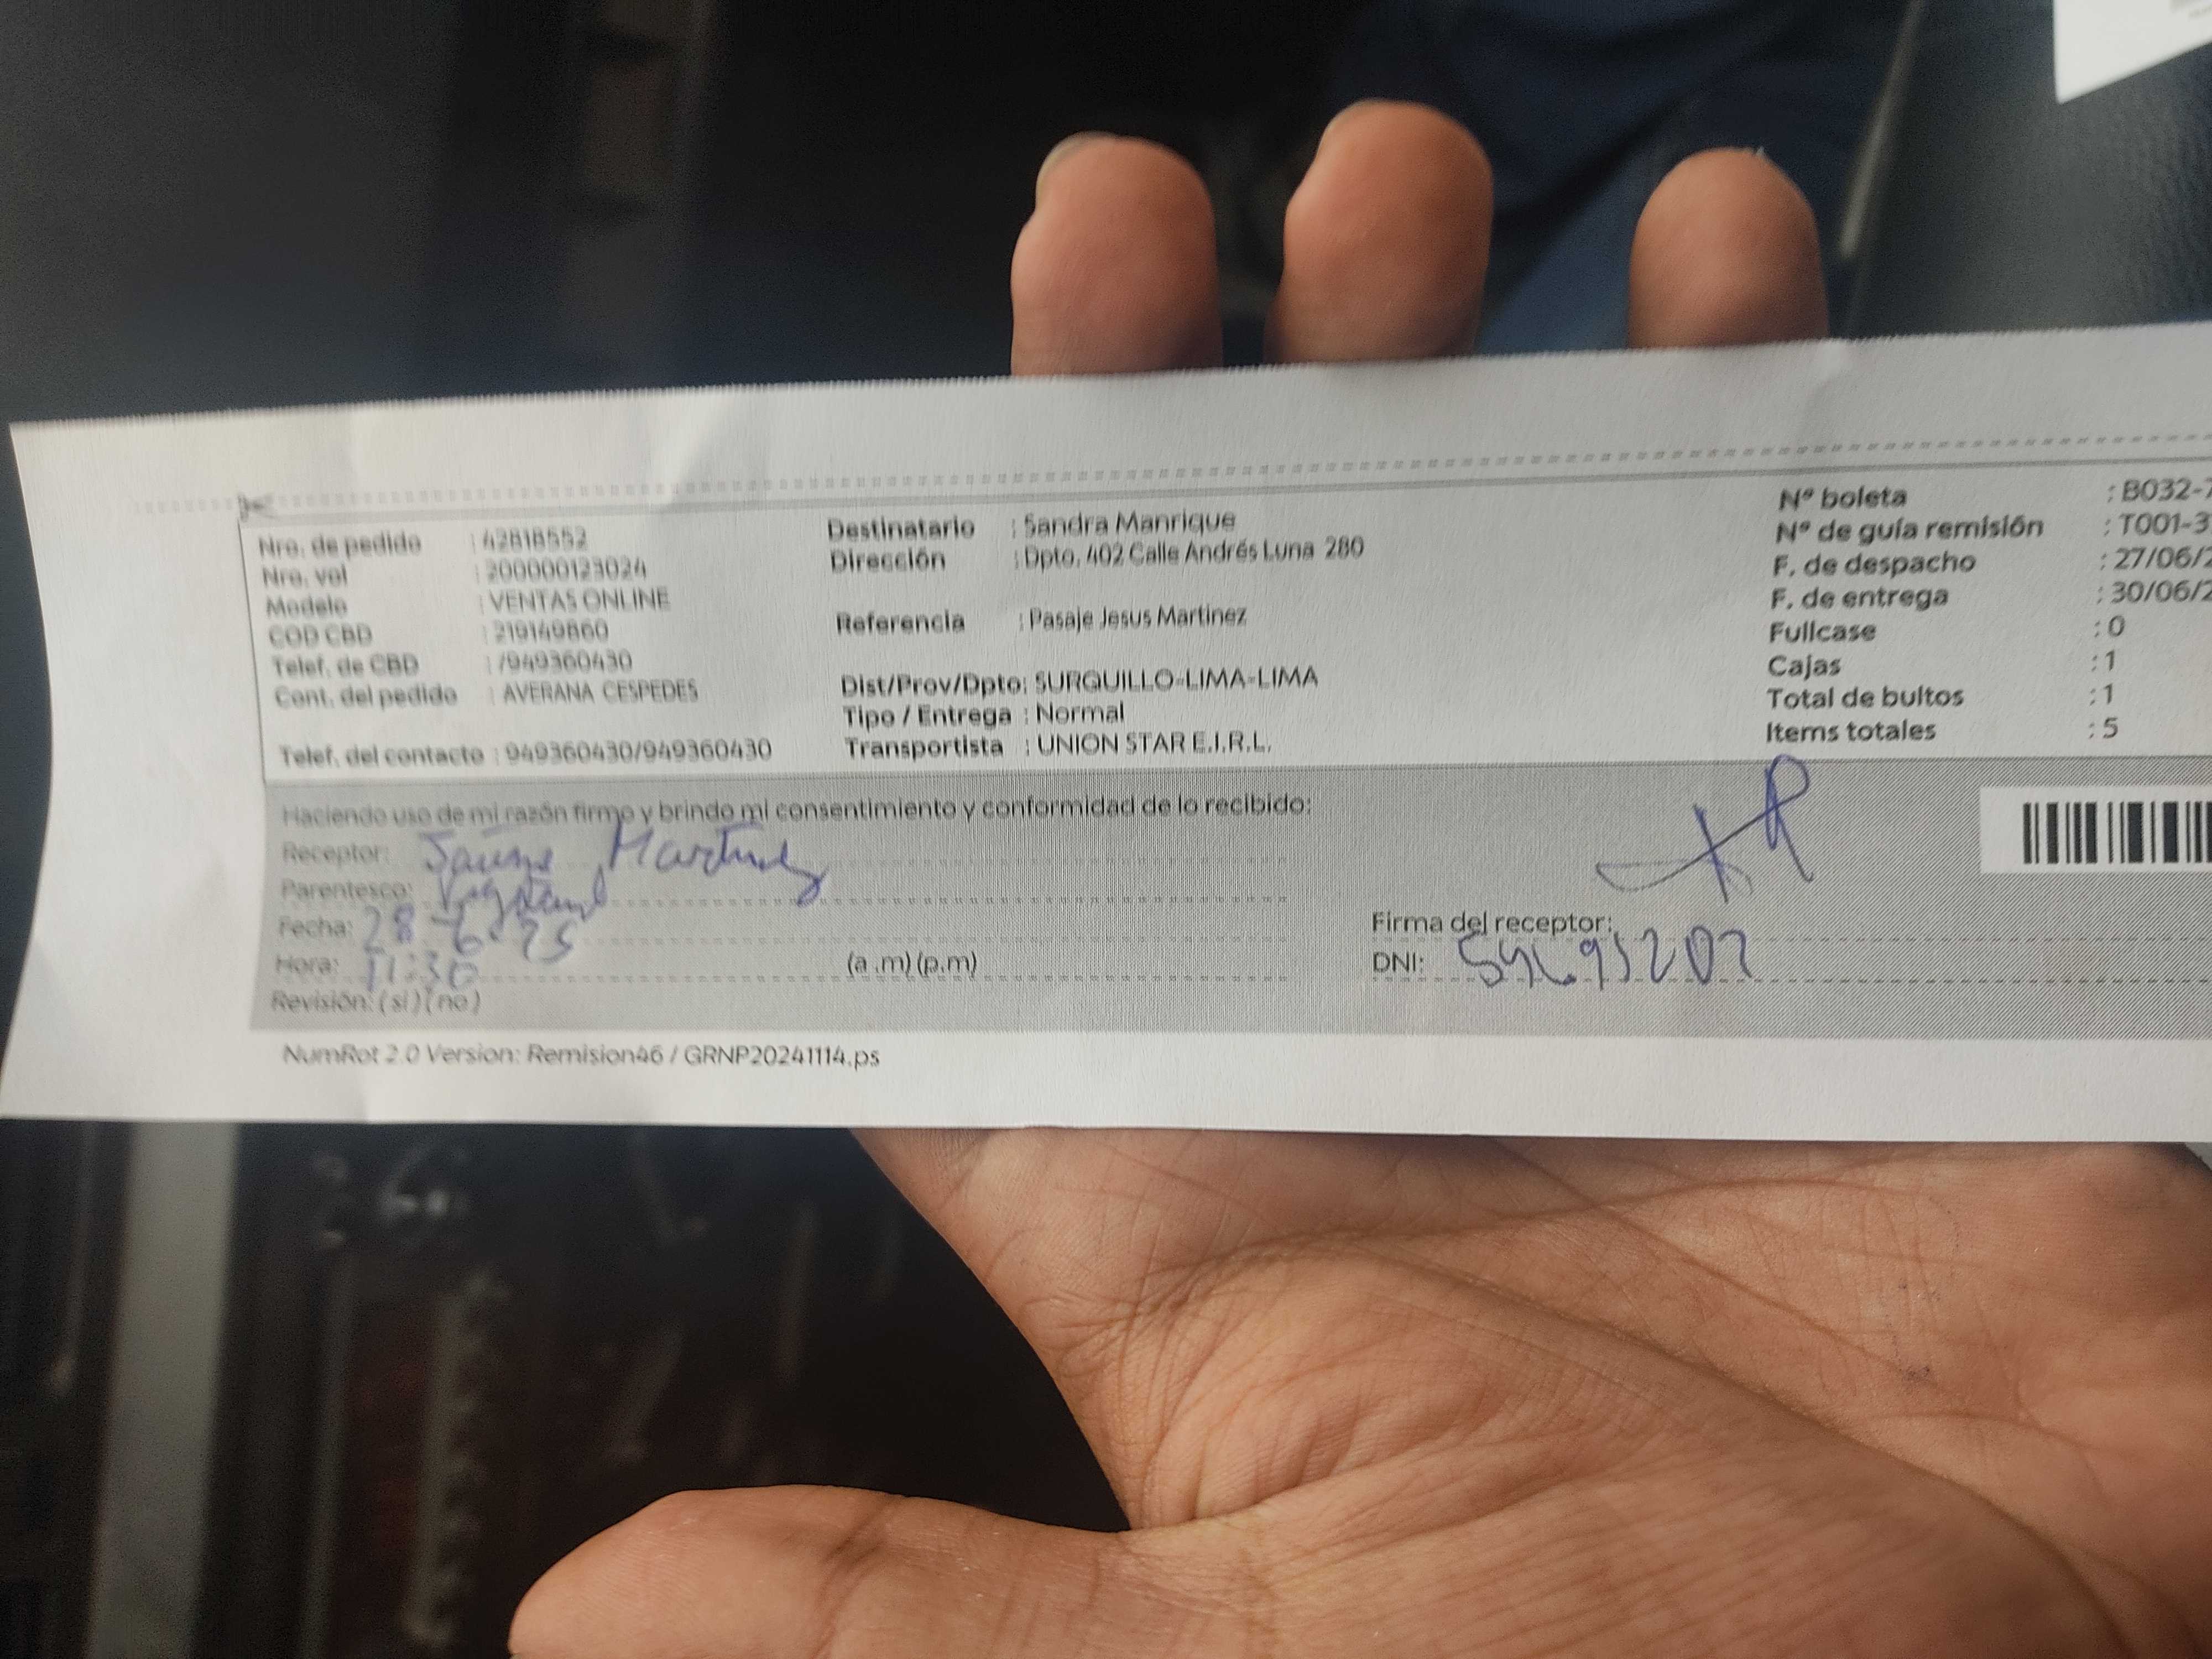 Nro. de pedido : 42818552
Nro. vol : 200000123024
Modelo : VENTAS ONLINE
COD CBD : 219149860
Telef. de CBD : /949360430
Cont. del pedido : AVERANA CESPEDES
Telef. del contacto : 949360430/949360430
Destinatario : Sandra Manrique
Dirección : Dpto. 402 Calle Andrés Luna 280
Referencia : Pasaje Jesus Martinez
Dist/Prov/Dpto: SURQUILLO-LIMA-LIMA
Tipo / Entrega : Normal
Transportista : UNION STAR E.I.R.L.
Nº boleta : B032-7
Nº de guía remisión : T001-3
F. de despacho : 27/06/2
F. de entrega : 30/06/2
Fullcase : 0
Cajas : 1
Total de bultos : 1
Items totales : 5
Haciendo uso de mi razón firmo y brindo mi consentimiento y conformidad de lo recibido:
Receptor: Jaime Martinez
Parentesco:
Fecha: 28-6-25
Hora: 11:30 (a .m) (p.m)
Revisión: (si) (no)
Firma del receptor:
DNI:
NumRot 2.0 Version: Remision46 / GRNP20241114.ps